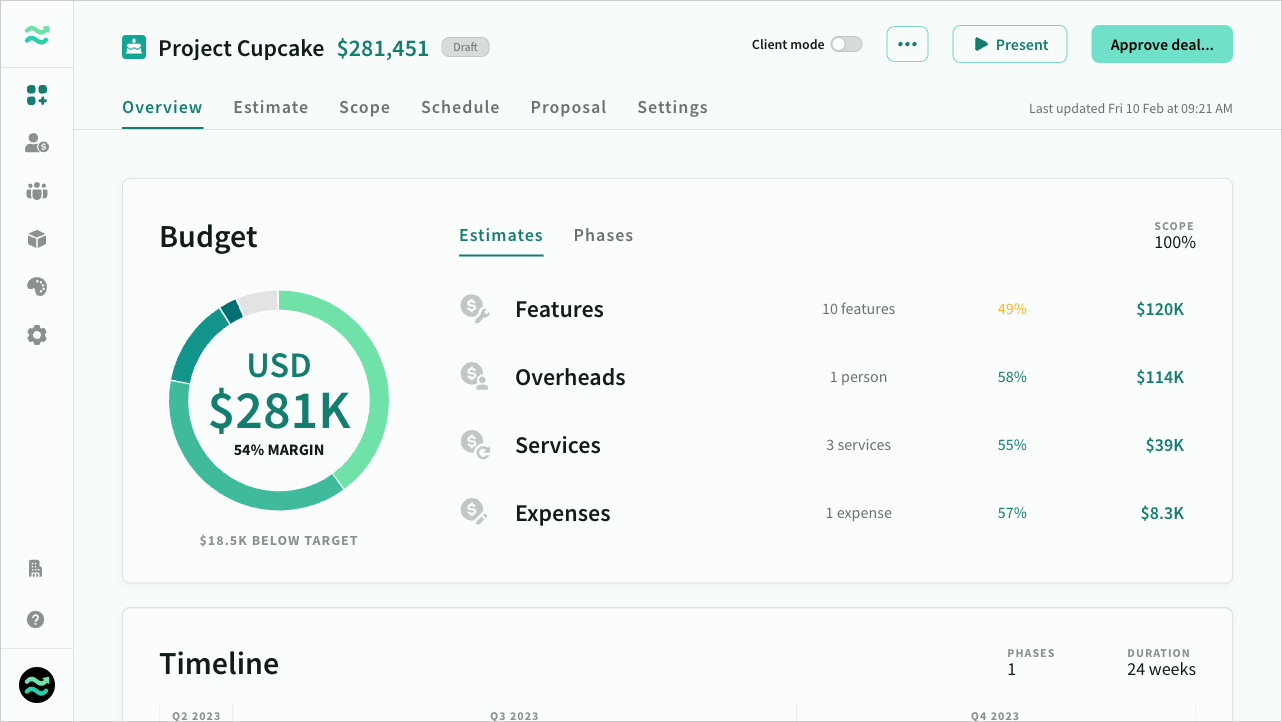 Project Cupcake $281,451 Draft
Client mode
•••
Present
Approve deal...
Overview Estimate Scope Schedule Proposal Settings
Last updated Fri 10 Feb at 09:21 AM
Budget
USD
$281K
54% MARGIN
$18.5K BELOW TARGET
Estimates Phases
SCOPE
100%
Features 10 features 49% $120K
Overheads 1 person 58% $114K
Services 3 services 55% $39K
Expenses 1 expense 57% $8.3K
Timeline
PHASES
1
DURATION
24 weeks
Q2 2023 Q3 2023 Q4 2023